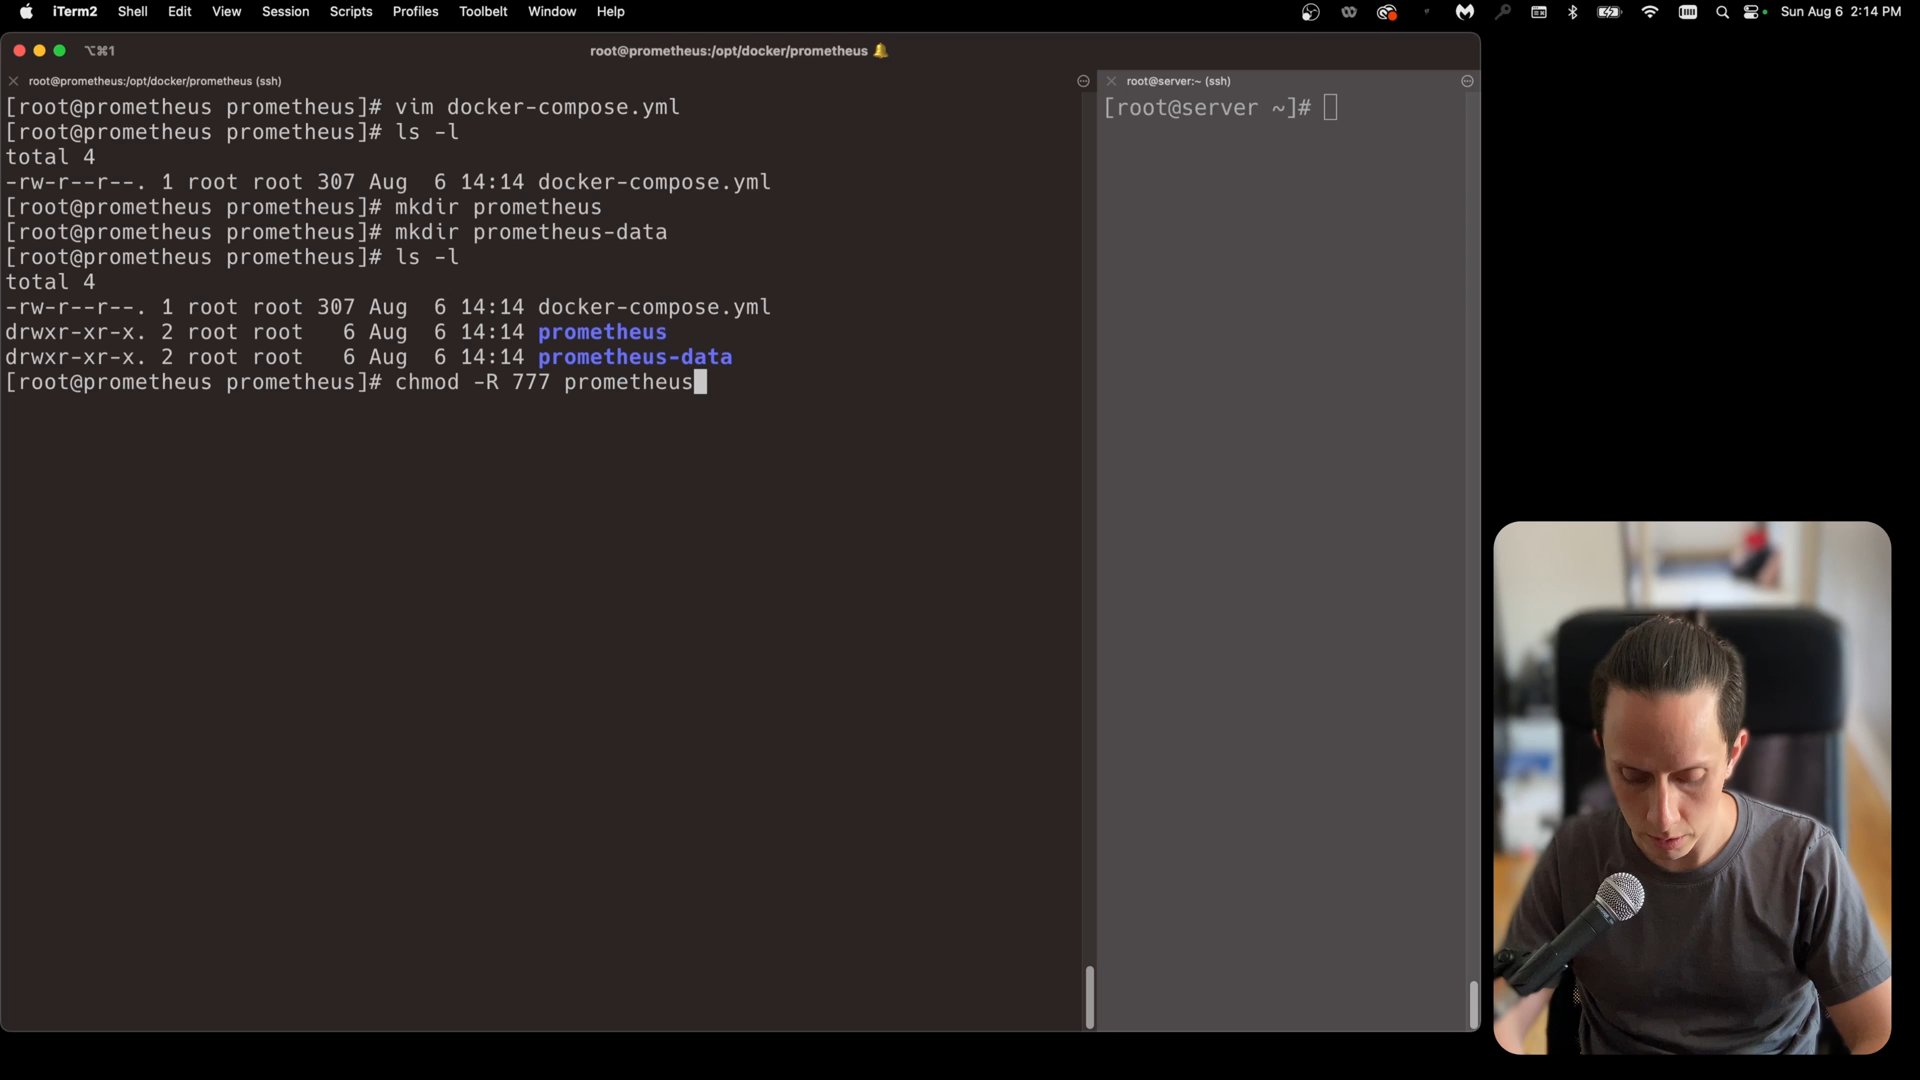 iTerm2 Shell Edit View Session Scripts Profiles Toolbelt Window Help Sun Aug 6 2:14 PM
⌥⌘1 root@prometheus:/opt/docker/prometheus 🔔
root@prometheus:/opt/docker/prometheus (ssh)
[root@prometheus prometheus]# vim docker-compose.yml
[root@prometheus prometheus]# ls -l
total 4
-rw-r--r--. 1 root root 307 Aug  6 14:14 docker-compose.yml
[root@prometheus prometheus]# mkdir prometheus
[root@prometheus prometheus]# mkdir prometheus-data
[root@prometheus prometheus]# ls -l
total 4
-rw-r--r--. 1 root root 307 Aug  6 14:14 docker-compose.yml
drwxr-xr-x. 2 root root   6 Aug  6 14:14 prometheus
drwxr-xr-x. 2 root root   6 Aug  6 14:14 prometheus-data
[root@prometheus prometheus]# chmod -R 777 prometheus
root@server:~ (ssh)
[root@server ~]#